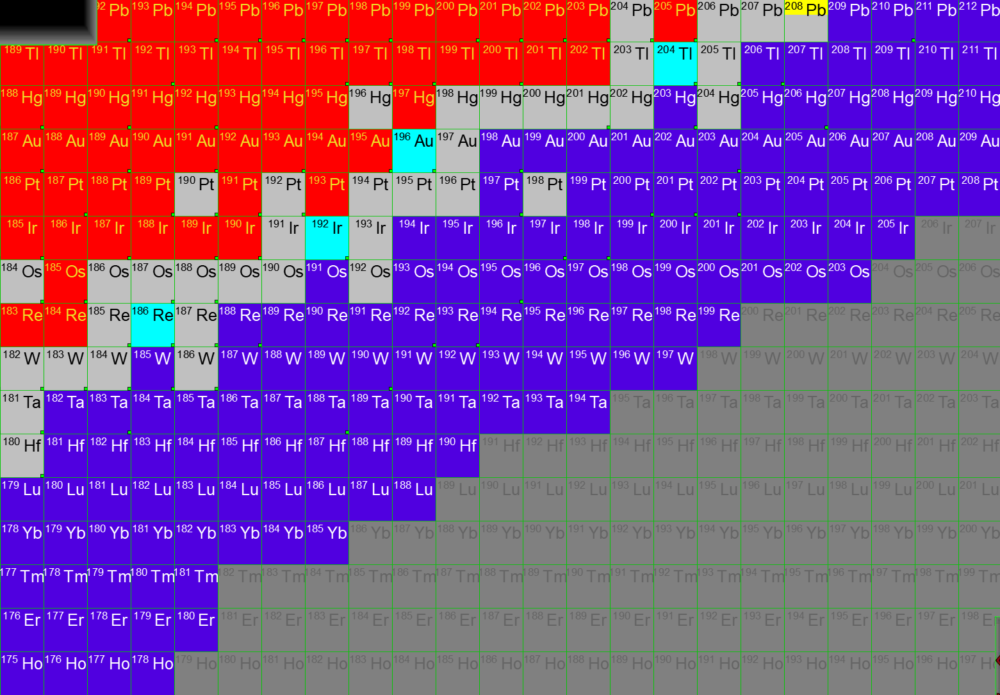 92 Pb 193 Pb 194 Pb 195 Pb 196 Pb 197 Pb 198 Pb 199 Pb 200 Pb 201 Pb 202 Pb 203 Pb 204 Pb 205 Pb 206 Pb 207 Pb 208 Pb 209 Pb 210 Pb 211 Pb 212 Pb
189 Tl 190 Tl 191 Tl 192 Tl 193 Tl 194 Tl 195 Tl 196 Tl 197 Tl 198 Tl 199 Tl 200 Tl 201 Tl 202 Tl 203 Tl 204 Tl 205 Tl 206 Tl 207 Tl 208 Tl 209 Tl 210 Tl 211 Tl
188 Hg 189 Hg 190 Hg 191 Hg 192 Hg 193 Hg 194 Hg 195 Hg 196 Hg 197 Hg 198 Hg 199 Hg 200 Hg 201 Hg 202 Hg 203 Hg 204 Hg 205 Hg 206 Hg 207 Hg 208 Hg 209 Hg 210 Hg
187 Au 188 Au 189 Au 190 Au 191 Au 192 Au 193 Au 194 Au 195 Au 196 Au 197 Au 198 Au 199 Au 200 Au 201 Au 202 Au 203 Au 204 Au 205 Au 206 Au 207 Au 208 Au 209 Au
186 Pt 187 Pt 188 Pt 189 Pt 190 Pt 191 Pt 192 Pt 193 Pt 194 Pt 195 Pt 196 Pt 197 Pt 198 Pt 199 Pt 200 Pt 201 Pt 202 Pt 203 Pt 204 Pt 205 Pt 206 Pt 207 Pt 208 Pt
185 Ir 186 Ir 187 Ir 188 Ir 189 Ir 190 Ir 191 Ir 192 Ir 193 Ir 194 Ir 195 Ir 196 Ir 197 Ir 198 Ir 199 Ir 200 Ir 201 Ir 202 Ir 203 Ir 204 Ir 205 Ir 206 Ir 207 Ir
184 Os 185 Os 186 Os 187 Os 188 Os 189 Os 190 Os 191 Os 192 Os 193 Os 194 Os 195 Os 196 Os 197 Os 198 Os 199 Os 200 Os 201 Os 202 Os 203 Os 204 Os 205 Os 206 Os
183 Re 184 Re 185 Re 186 Re 187 Re 188 Re 189 Re 190 Re 191 Re 192 Re 193 Re 194 Re 195 Re 196 Re 197 Re 198 Re 199 Re 200 Re 201 Re 202 Re 203 Re 204 Re 205 Re
182 W 183 W 184 W 185 W 186 W 187 W 188 W 189 W 190 W 191 W 192 W 193 W 194 W 195 W 196 W 197 W 198 W 199 W 200 W 201 W 202 W 203 W 204 W
181 Ta 182 Ta 183 Ta 184 Ta 185 Ta 186 Ta 187 Ta 188 Ta 189 Ta 190 Ta 191 Ta 192 Ta 193 Ta 194 Ta 195 Ta 196 Ta 197 Ta 198 Ta 199 Ta 200 Ta 201 Ta 202 Ta 203 Ta
180 Hf 181 Hf 182 Hf 183 Hf 184 Hf 185 Hf 186 Hf 187 Hf 188 Hf 189 Hf 190 Hf 191 Hf 192 Hf 193 Hf 194 Hf 195 Hf 196 Hf 197 Hf 198 Hf 199 Hf 200 Hf 201 Hf 202 Hf
179 Lu 180 Lu 181 Lu 182 Lu 183 Lu 184 Lu 185 Lu 186 Lu 187 Lu 188 Lu 189 Lu 190 Lu 191 Lu 192 Lu 193 Lu 194 Lu 195 Lu 196 Lu 197 Lu 198 Lu 199 Lu 200 Lu 201 Lu
178 Yb 179 Yb 180 Yb 181 Yb 182 Yb 183 Yb 184 Yb 185 Yb 186 Yb 187 Yb 188 Yb 189 Yb 190 Yb 191 Yb 192 Yb 193 Yb 194 Yb 195 Yb 196 Yb 197 Yb 198 Yb 199 Yb 200 Yb
177 Tm 178 Tm 179 Tm 180 Tm 181 Tm 182 Tm 183 Tm 184 Tm 185 Tm 186 Tm 187 Tm 188 Tm 189 Tm 190 Tm 191 Tm 192 Tm 193 Tm 194 Tm 195 Tm 196 Tm 197 Tm 198 Tm 199 Tm
176 Er 177 Er 178 Er 179 Er 180 Er 181 Er 182 Er 183 Er 184 Er 185 Er 186 Er 187 Er 188 Er 189 Er 190 Er 191 Er 192 Er 193 Er 194 Er 195 Er 196 Er 197 Er 198 Er
175 Ho 176 Ho 177 Ho 178 Ho 179 Ho 180 Ho 181 Ho 182 Ho 183 Ho 184 Ho 185 Ho 186 Ho 187 Ho 188 Ho 189 Ho 190 Ho 191 Ho 192 Ho 193 Ho 194 Ho 195 Ho 196 Ho 197 Ho